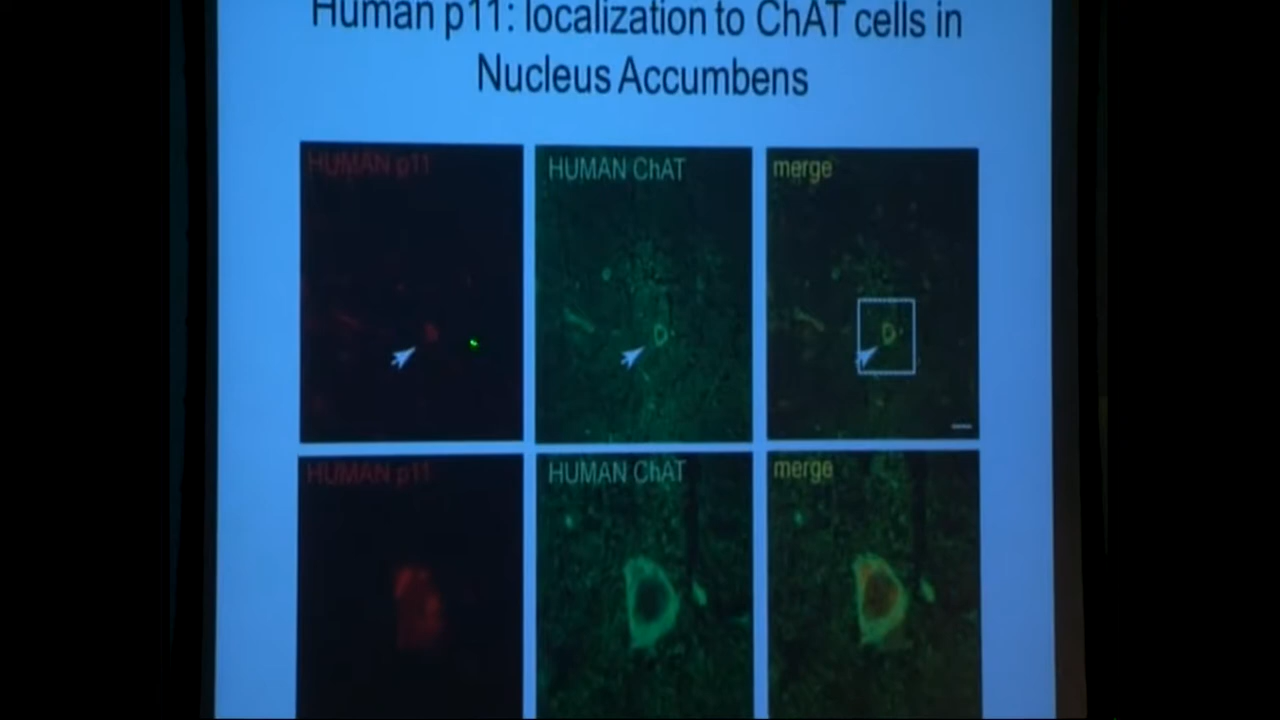 Human p11: localization to ChAT cells in
Nucleus Accumbens
HUMAN p11
HUMAN ChAT
merge
HUMAN p11
HUMAN ChAT
merge